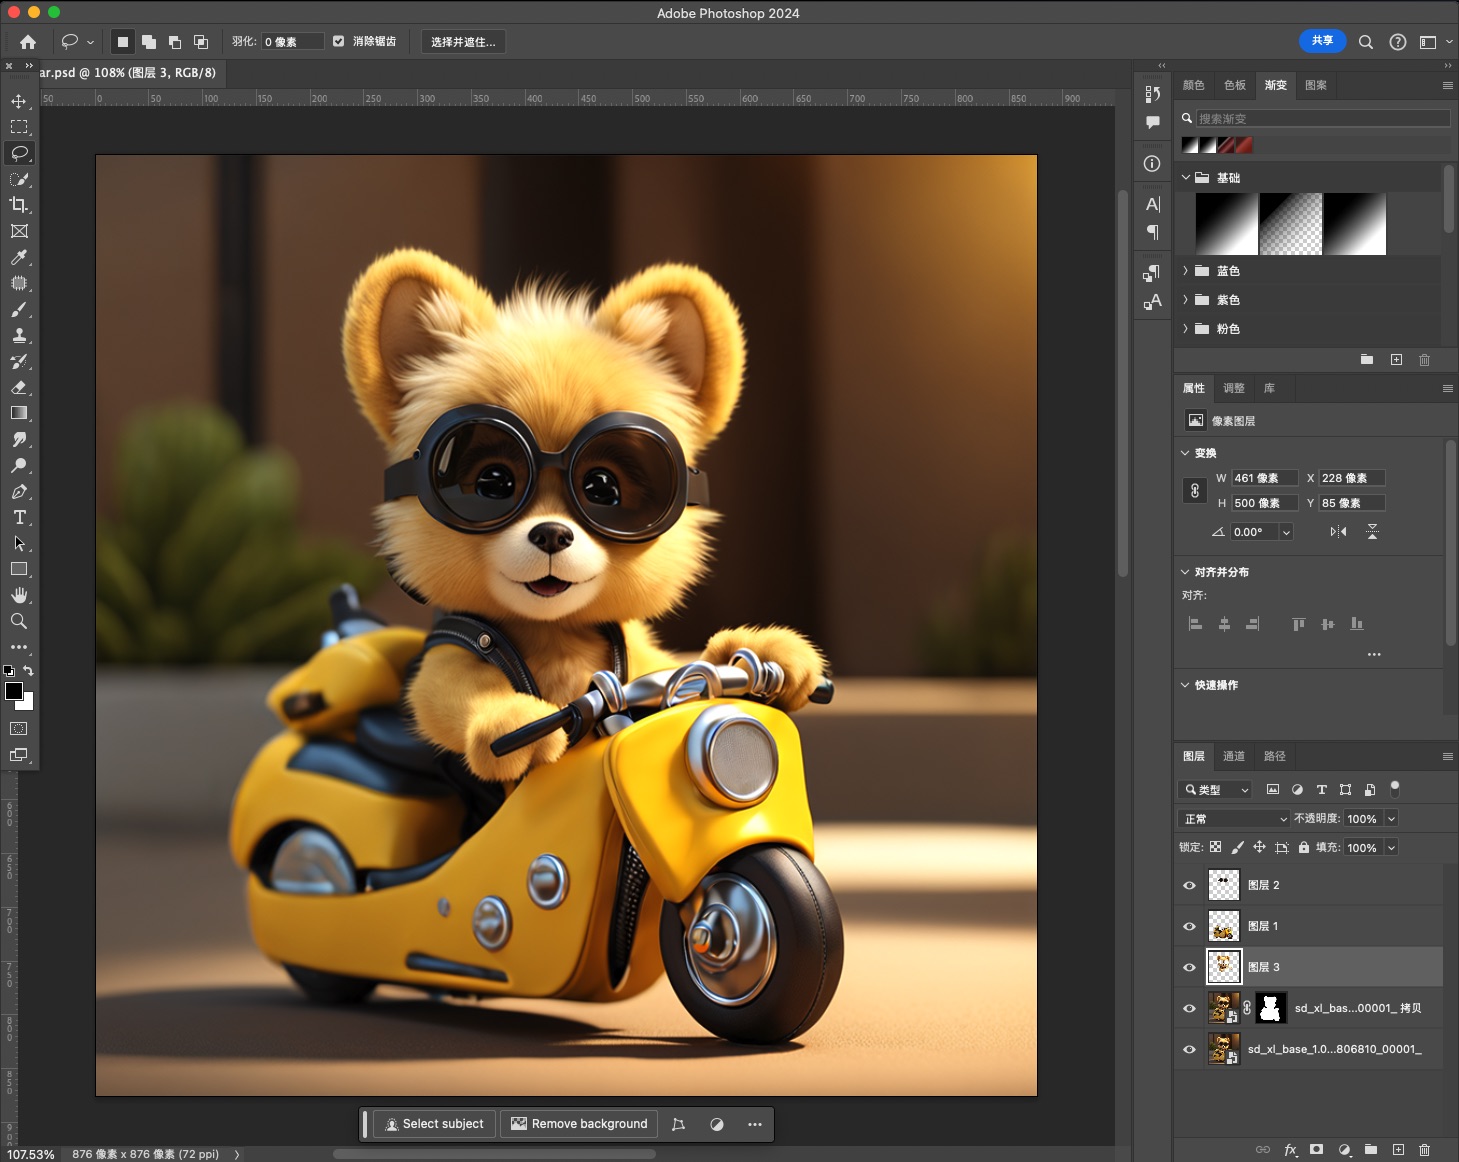 Adobe Photoshop 2024
羽化: 0 像素 消除锯齿 选择并遮住... 共享
ar.psd @ 108% (图层 3, RGB/8)
50 0 50 100 150 200 250 300 350 400 450 500 550 600 650 700 750 800 850 900
颜色 色板 渐变 图案
搜索渐变
基础
蓝色
紫色
粉色
属性 调整 库
像素图层
变换
W 461 像素 X 228 像素
H 500 像素 Y 85 像素
0.00°
对齐并分布
对齐:
快速操作
图层 通道 路径
类型
正常 不透明度: 100%
锁定: 填充: 100%
图层 2
图层 1
图层 3
sd_xl_bas...00001_ 拷贝
sd_xl_base_1.0...806810_00001_
600
650
700
750
800
850
900
Select subject Remove background
107.53% 876 像素 x 876 像素 (72 ppi)